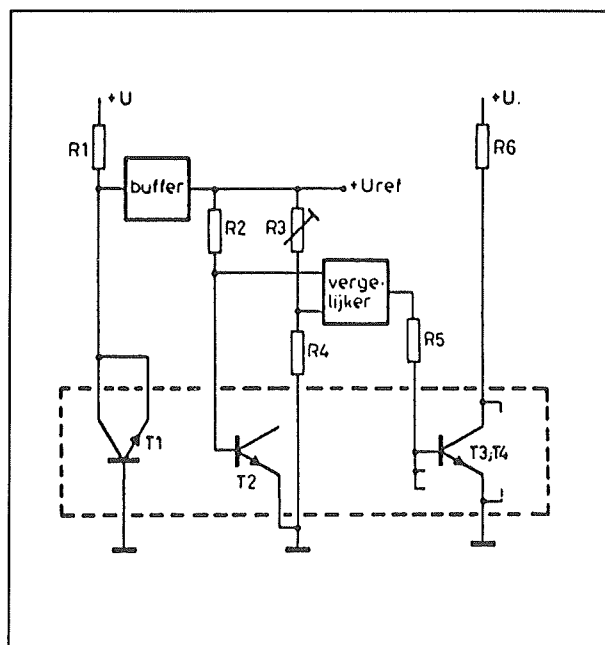 +U
+U.
R1
R6
buffer
+Uref
R2
R3
verge-
lijker
R4
R5
T1
T2
T3;T4